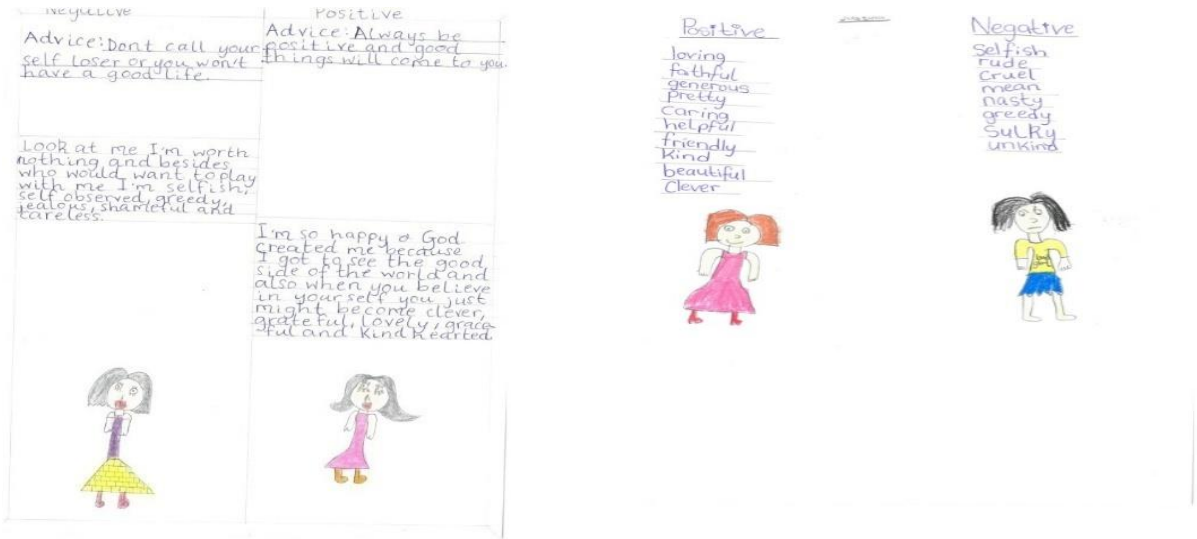 Negative
Advice: Dont call your
self loser or you won't
have a good life.
Look at me I'm worth
nothing and besides
who would want to play
with me I'm selfish,
self observed, greedy,
jealous, shameful and
careless.
Positive
Advice: Always be
positive and good
things will come to you.
I'm so happy God
created me because
I got to see the good
side of the world and
also when you believe
in your self you just
might become clever,
grateful, lovely, grace
ful and Kind hearted
Positive
loving
faithful
generous
Pretty
Caring
helpful
friendly
Kind
beautiful
Clever
Negative
Selfish
rude
Cruel
mean
nasty
greedy
SULKy
unkind